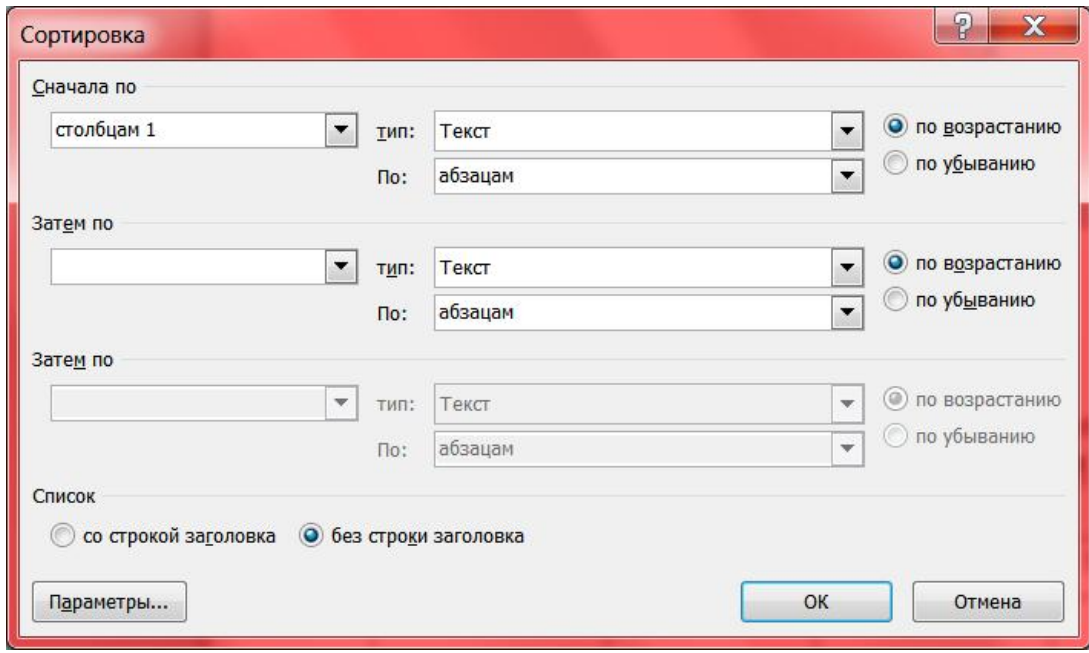 Сортировка
Сначала по
столбцам 1 тип: Текст по возрастанию
По: абзацам по убыванию
Затем по
тип: Текст по возрастанию
По: абзацам по убыванию
Затем по
тип: Текст по возрастанию
По: абзацам по убыванию
Список
со строкой заголовка без строки заголовка
Параметры... ОК Отмена